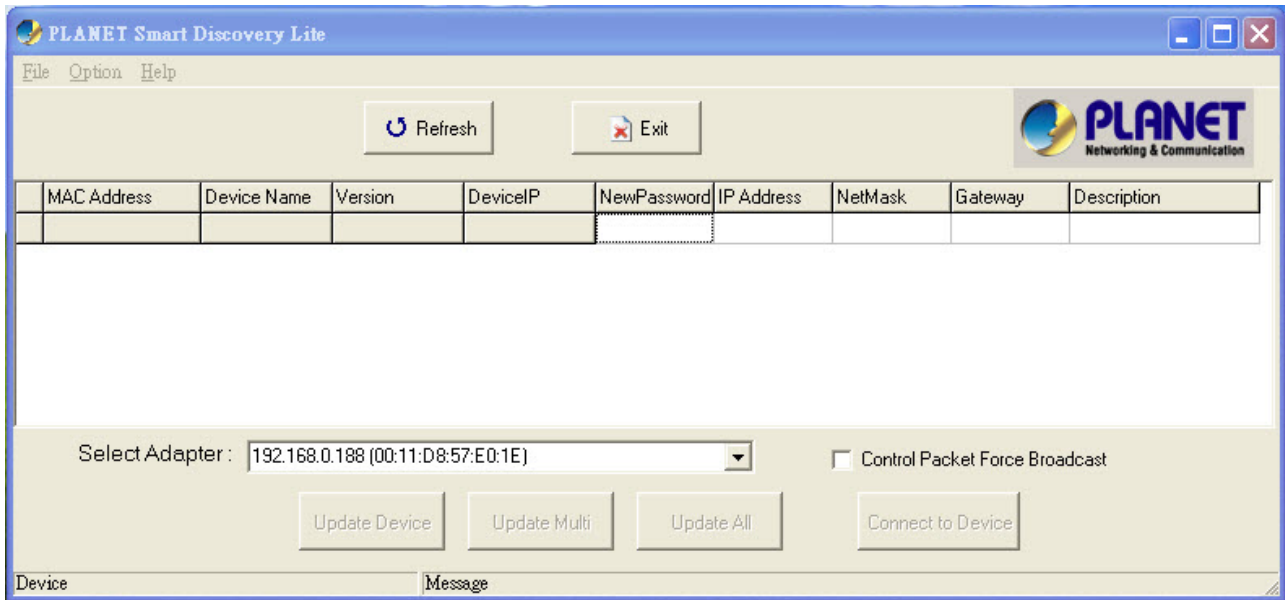 PLANET Smart Discovery Lite
File Option Help
Refresh Exit
PLANET
Networking & Communication
MAC Address Device Name Version DeviceIP NewPassword IP Address NetMask Gateway Description
Select Adapter : 192.168.0.188 (00:11:D8:57:E0:1E) Control Packet Force Broadcast
Update Device Update Multi Update All Connect to Device
Device Message